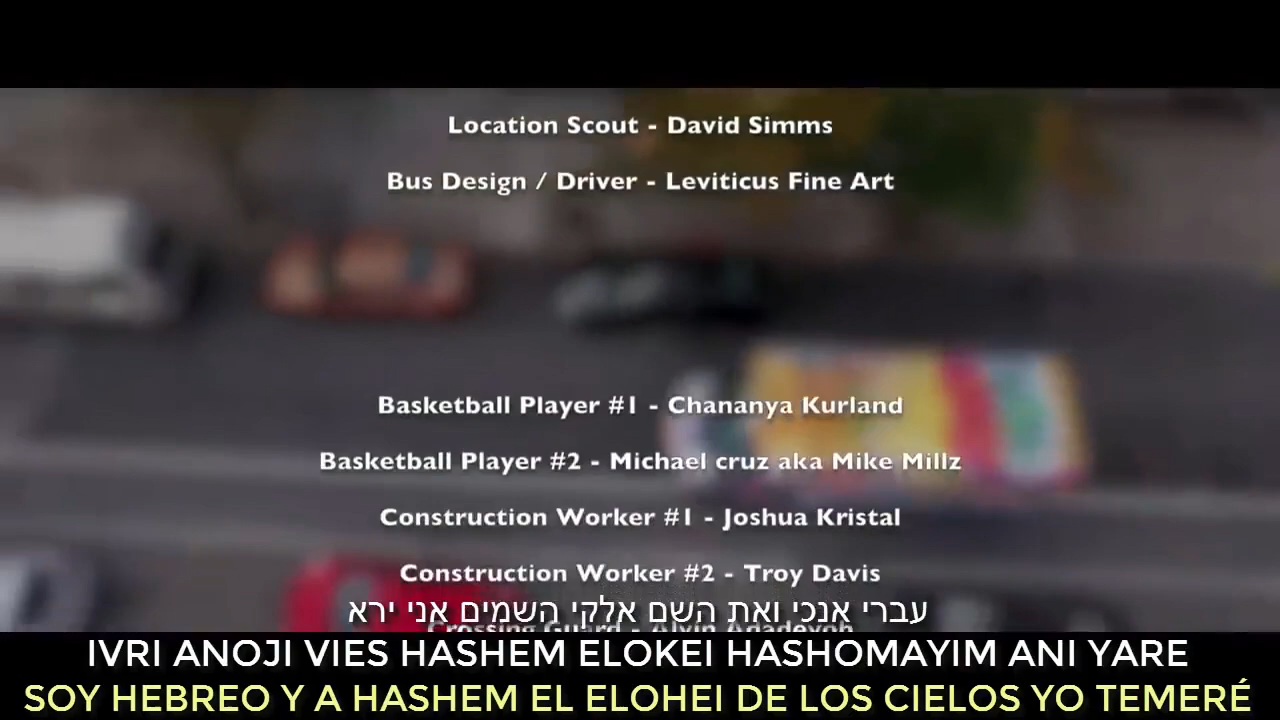 Location Scout - David Simms
Bus Design / Driver - Leviticus Fine Art
Basketball Player #1 - Chananya Kurland
Basketball Player #2 - Michael cruz aka Mike Millz
Construction Worker #1 - Joshua Kristal
Construction Worker #2 - Troy Davis
עברי אנכי ואת השם אלקי השמים אני ירא
Crossing Guard - Alvin
IVRI ANOJI VIES HASHEM ELOKEI HASHOMAYIM ANI YARE
SOY HEBREO Y A HASHEM EL ELOHEI DE LOS CIELOS YO TEMERÉ